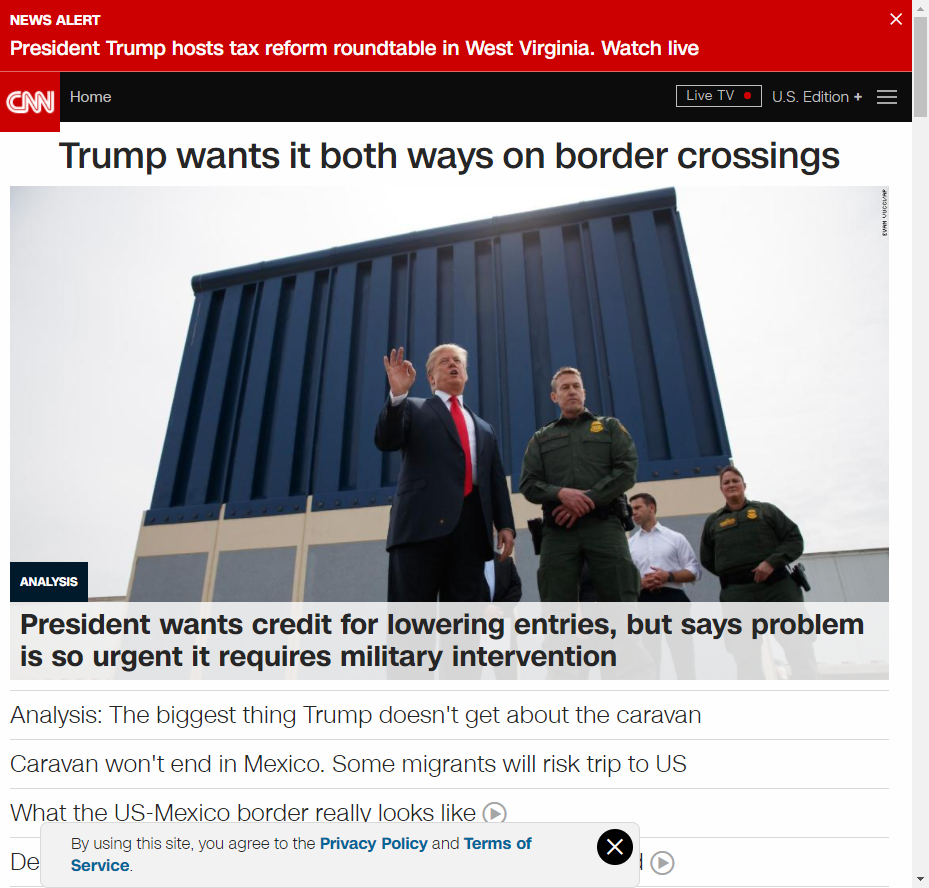 NEWS ALERT
President Trump hosts tax reform roundtable in West Virginia. Watch live
CNN
Home
Live TV
U.S. Edition +
Trump wants it both ways on border crossings
EVAN VUCCI/AP
ANALYSIS
President wants credit for lowering entries, but says problem
is so urgent it requires military intervention
Analysis: The biggest thing Trump doesn't get about the caravan
Caravan won't end in Mexico. Some migrants will risk trip to US
What the US-Mexico border really looks like
By using this site, you agree to the Privacy Policy and Terms of
Service.